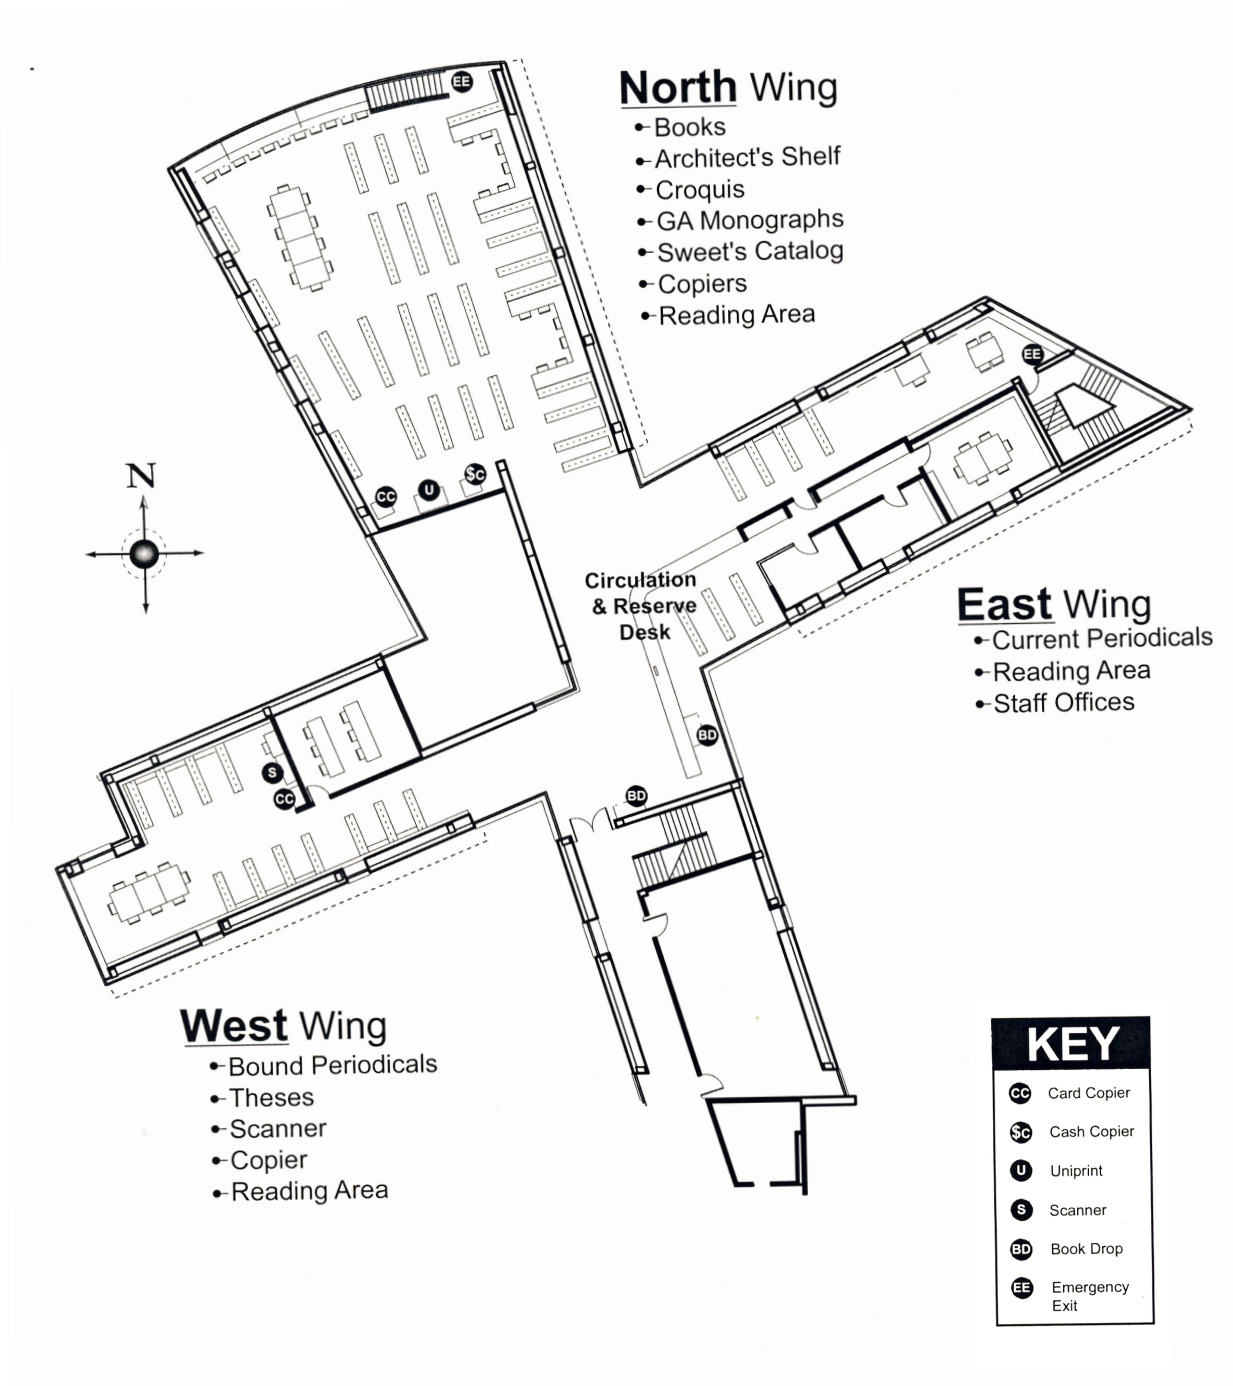 North Wing
Books
Architect's Shelf
Croquis
GA Monographs
Sweet's Catalog
Copiers
Reading Area
EE
EE
N
CC
U
$C
Circulation
& Reserve
Desk
East Wing
Current Periodicals
Reading Area
Staff Offices
BD
S
CC
BD
West Wing
Bound Periodicals
Theses
Scanner
Copier
Reading Area
KEY
CC Card Copier
$C Cash Copier
U Uniprint
S Scanner
BD Book Drop
EE Emergency
Exit